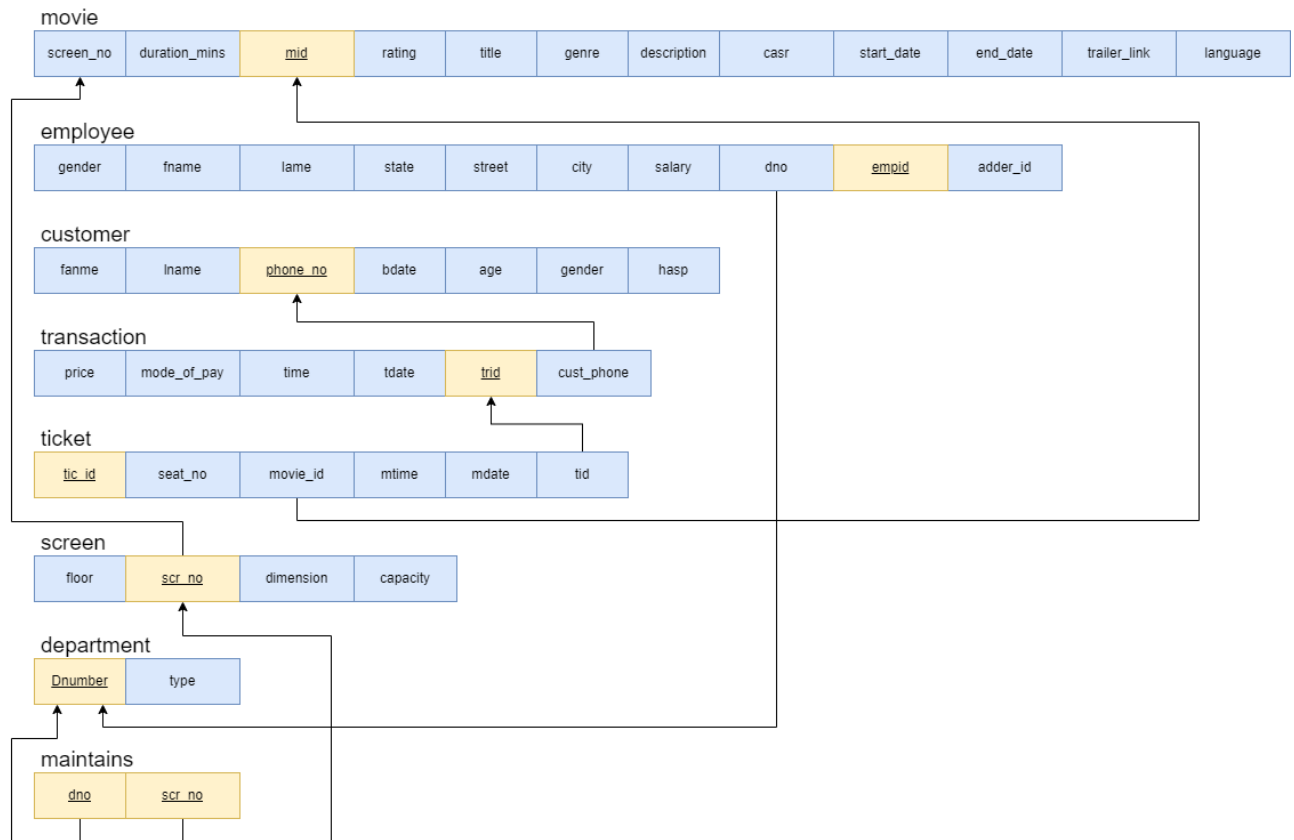 movie
screen_no duration_mins mid rating title genre description casr start_date end_date trailer_link language
employee
gender fname lame state street city salary dno empid adder_id
customer
fanme lname phone_no bdate age gender hasp
transaction
price mode_of_pay time tdate trid cust_phone
ticket
tic_id seat_no movie_id mtime mdate tid
screen
floor scr_no dimension capacity
department
Dnumber type
maintains
dno scr_no